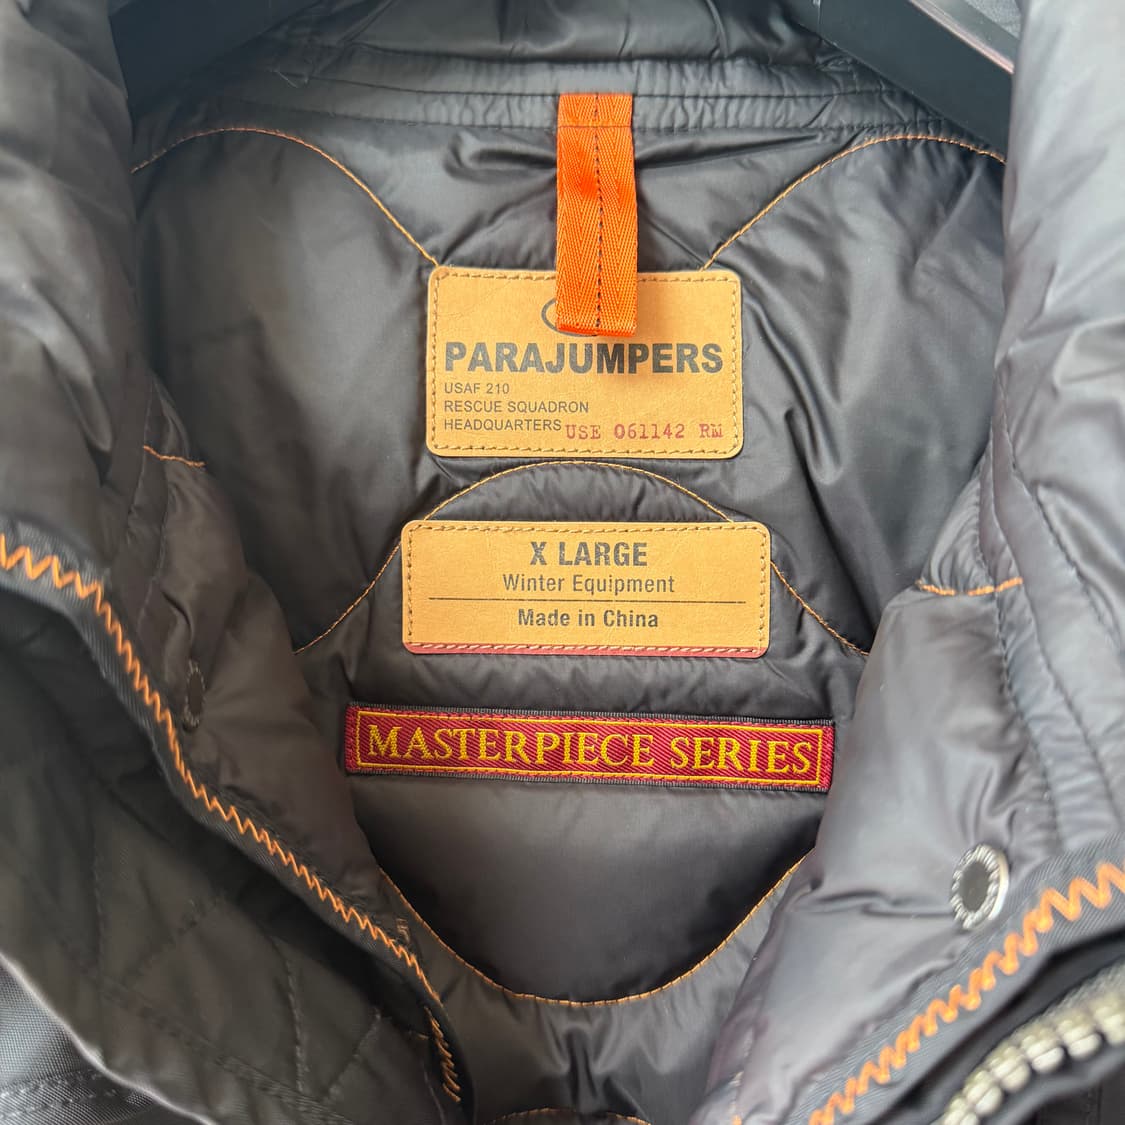 PARAJUMPERS
USAF 210
RESCUE SQUADRON
HEADQUARTERS USE 061142 RM
X LARGE
Winter Equipment
Made in China
MASTERPIECE SERIES